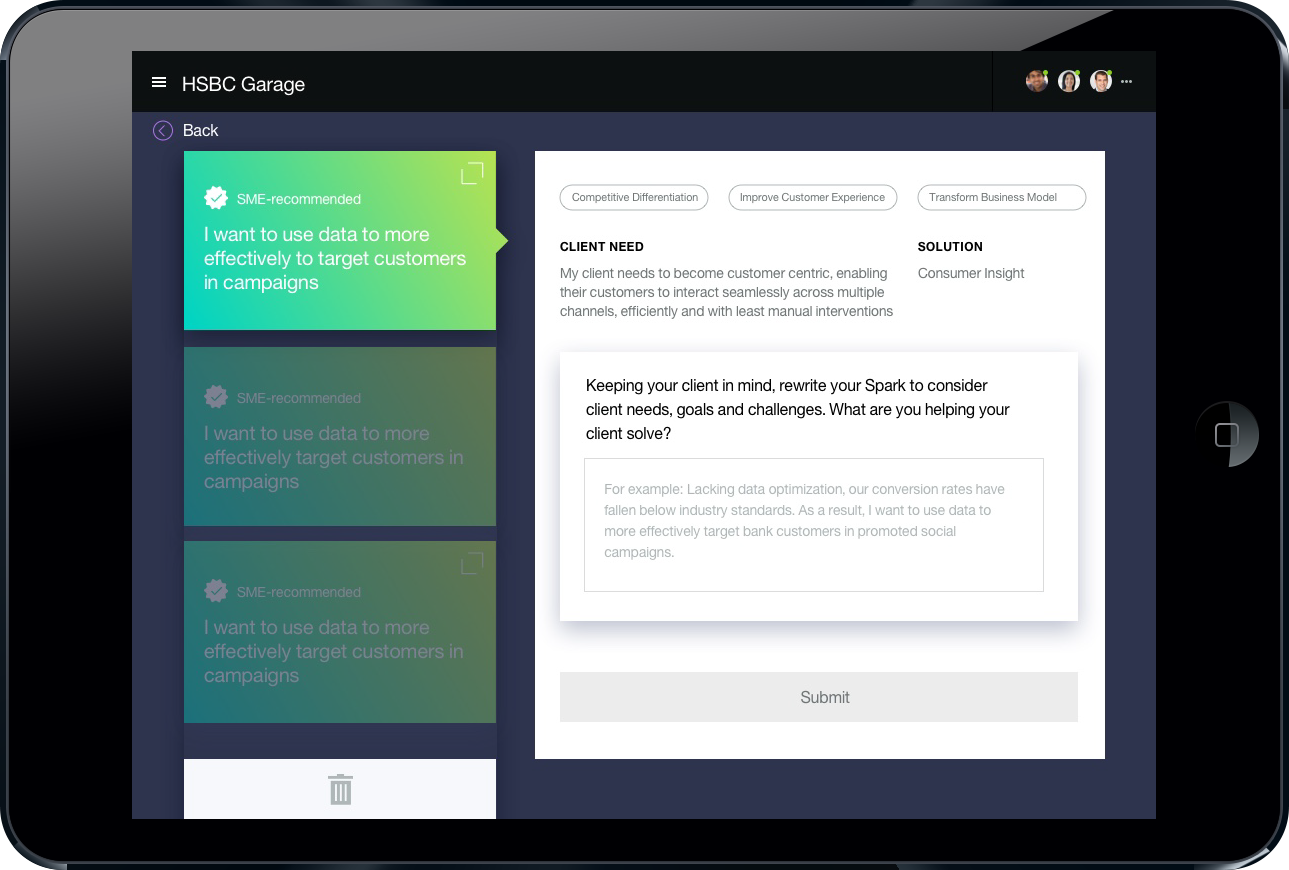 HSBC Garage
Back
SME-recommended
I want to use data to more
effectively to target customers
in campaigns
SME-recommended
I want to use data to more
effectively target customers in
campaigns
SME-recommended
I want to use data to more
effectively target customers in
campaigns
Competitive Differentiation
Improve Customer Experience
Transform Business Model
CLIENT NEED
My client needs to become customer centric, enabling
their customers to interact seamlessly across multiple
channels, efficiently and with least manual interventions
SOLUTION
Consumer Insight
Keeping your client in mind, rewrite your Spark to consider
client needs, goals and challenges. What are you helping your
client solve?
For example: Lacking data optimization, our conversion rates have
fallen below industry standards. As a result, I want to use data to
more effectively target bank customers in promoted social
campaigns.
Submit